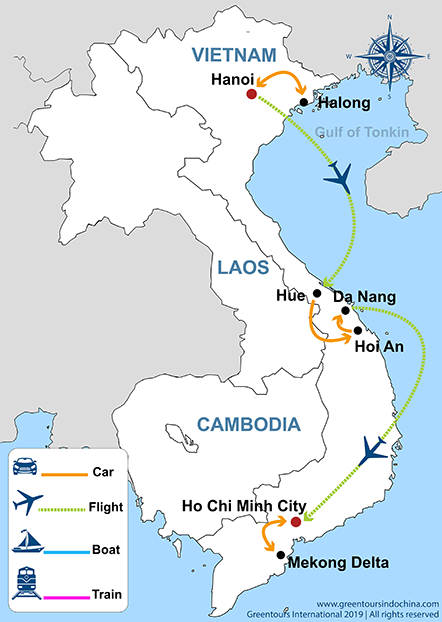 VIETNAM
Hanoi
N
W
E
S
Halong
Gulf of Tonkin
LAOS
Hue
Da Nang
Hoi An
CAMBODIA
Car
Flight
Boat
Train
Ho Chi Minh City
Mekong Delta
www.greentoursindochina.com
Greentours International 2019 | All rights reserved